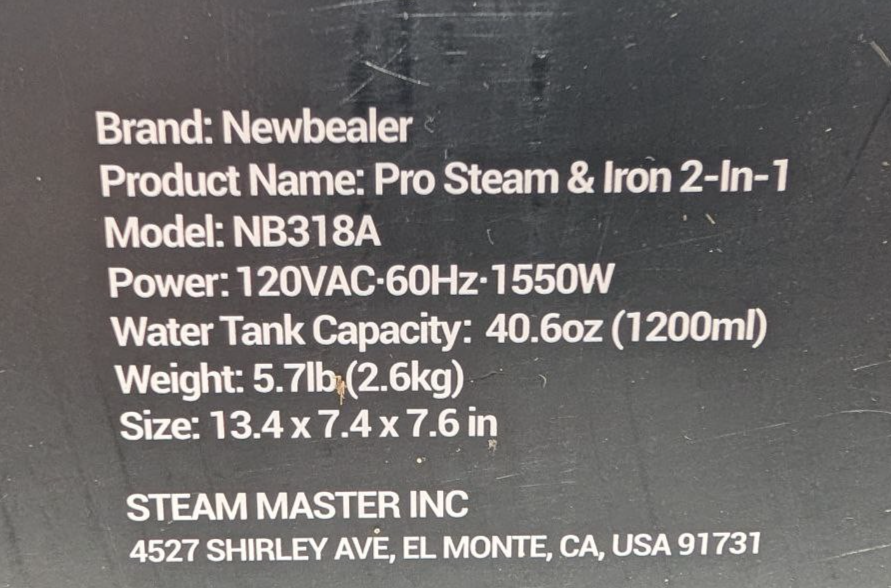 Brand: Newbealer
Product Name: Pro Steam & Iron 2-In-1
Model: NB318A
Power: 120VAC·60Hz·1550W
Water Tank Capacity: 40.6oz (1200ml)
Weight: 5.7lb (2.6kg)
Size: 13.4 x 7.4 x 7.6 in
STEAM MASTER INC
4527 SHIRLEY AVE, EL MONTE, CA, USA 91731